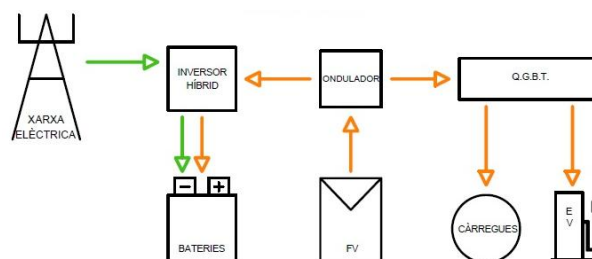 XARXA
ELÈCTRICA
INVERSOR
HÍBRID
ONDULADOR
Q.G.B.T.
BATERIES
FV
CÀRREGUES
E
V